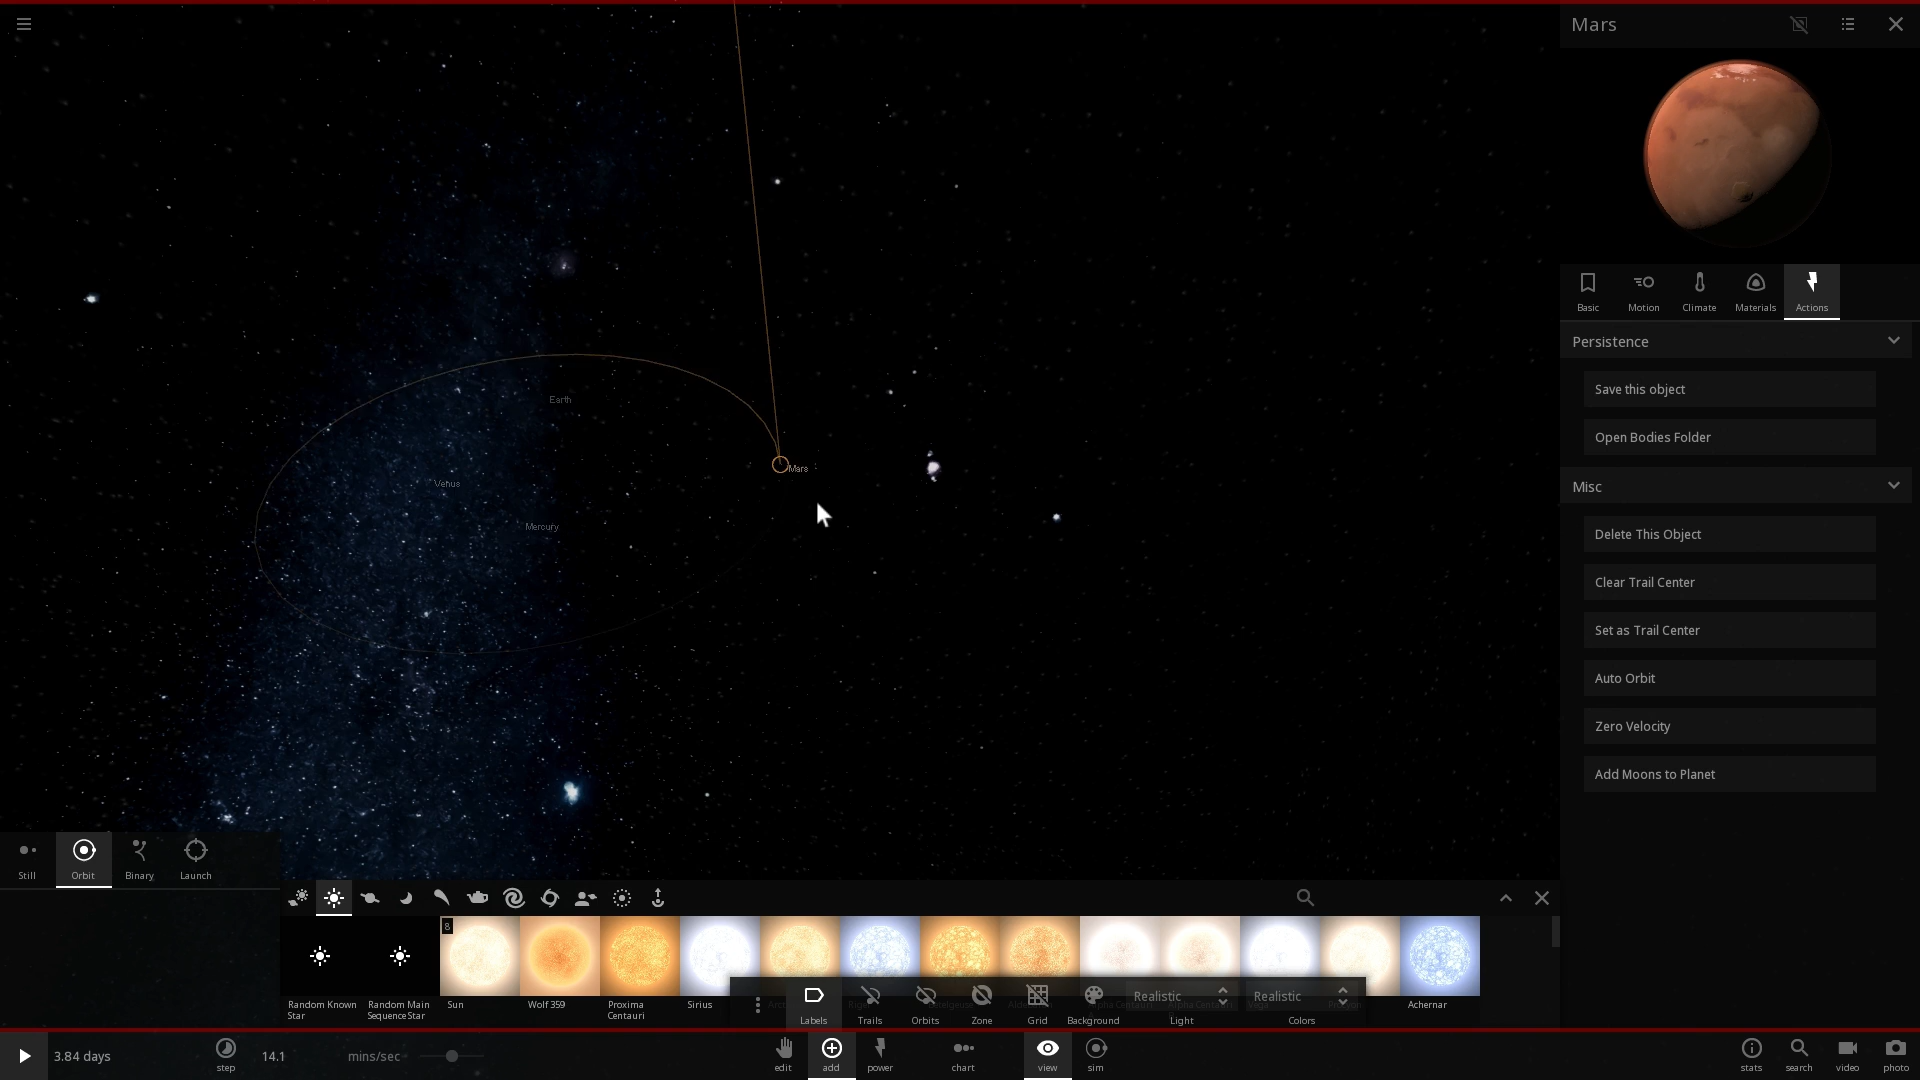 Mars
Basic
Motion
Climate
Materials
Actions
Persistence
Save this object
Open Bodies Folder
Misc
Delete This Object
Clear Trail Center
Set as Trail Center
Auto Orbit
Zero Velocity
Add Moons to Planet
Earth
Mars
Venus
Mercury
Still
Orbit
Binary
Launch
8
Random Known
Star
Random Main
Sequence Star
Sun
Wolf 359
Proxima
Centauri
Sirius
Achernar
Labels
Trails
Orbits
Zone
Grid
Background
Realistic
Light
Realistic
Colors
3.84 days
step
14.1
mins/sec
edit
add
power
chart
view
sim
stats
search
video
photo